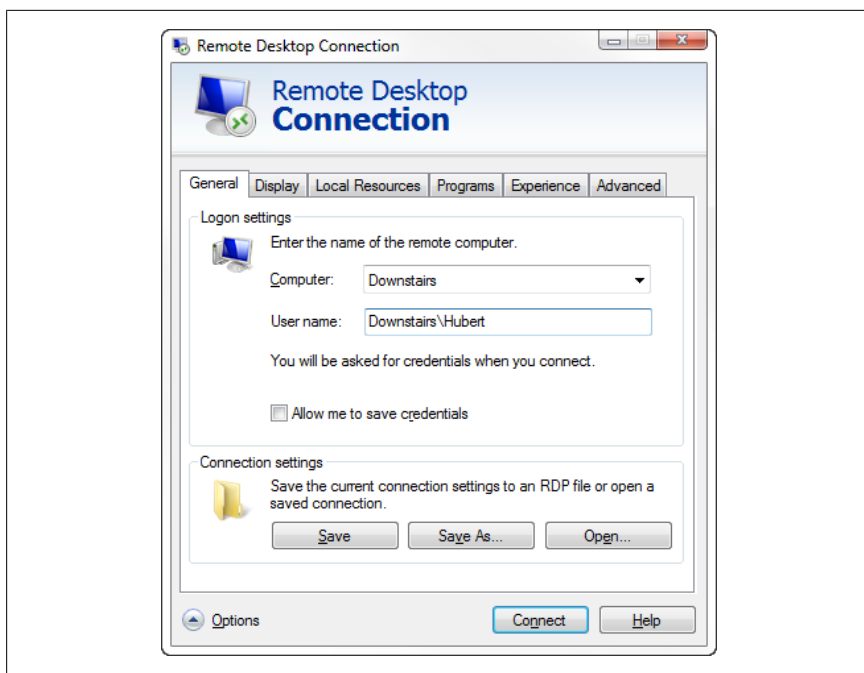 Remote Desktop Connection
Remote Desktop
Connection
General Display Local Resources Programs Experience Advanced
Logon settings
Enter the name of the remote computer.
Computer: Downstairs
User name: Downstairs\Hubert
You will be asked for credentials when you connect.
Allow me to save credentials
Connection settings
Save the current connection settings to an RDP file or open a
saved connection.
Save Save As... Open...
Options Connect Help